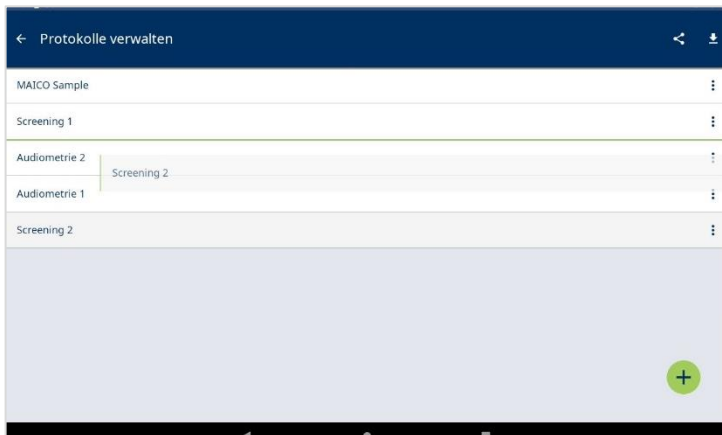 Protokolle verwalten
MAICO Sample
Screening 1
Audiometrie 2
Screening 2
Audiometrie 1
Screening 2